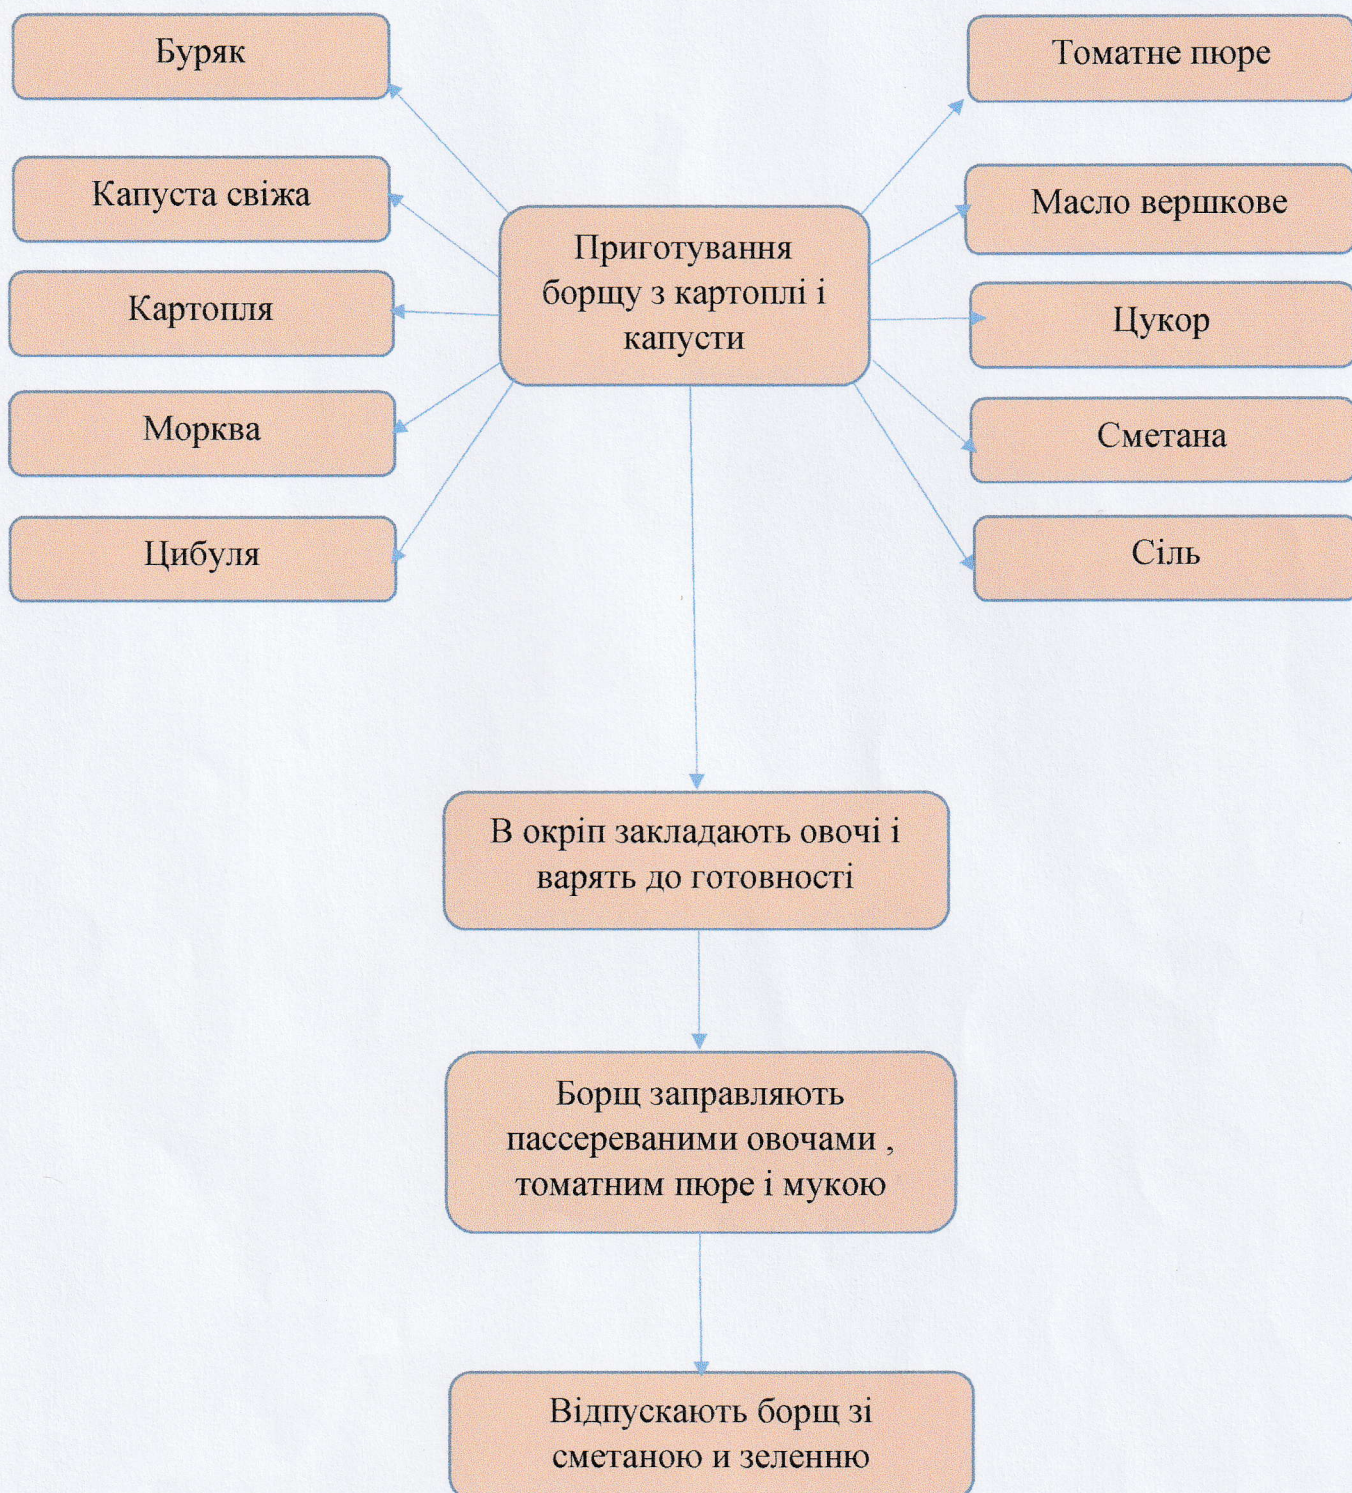 Буряк
Капуста свіжа
Картопля
Морква
Цибуля
Приготування
борщу з картоплі і
капусти
Томатне пюре
Масло вершкове
Цукор
Сметана
Сіль
В окріп закладають овочі і
варять до готовності
Борщ заправляють
пассереваними овочами ,
томатним пюре і мукою
Відпускають борщ зі
сметаною и зеленню